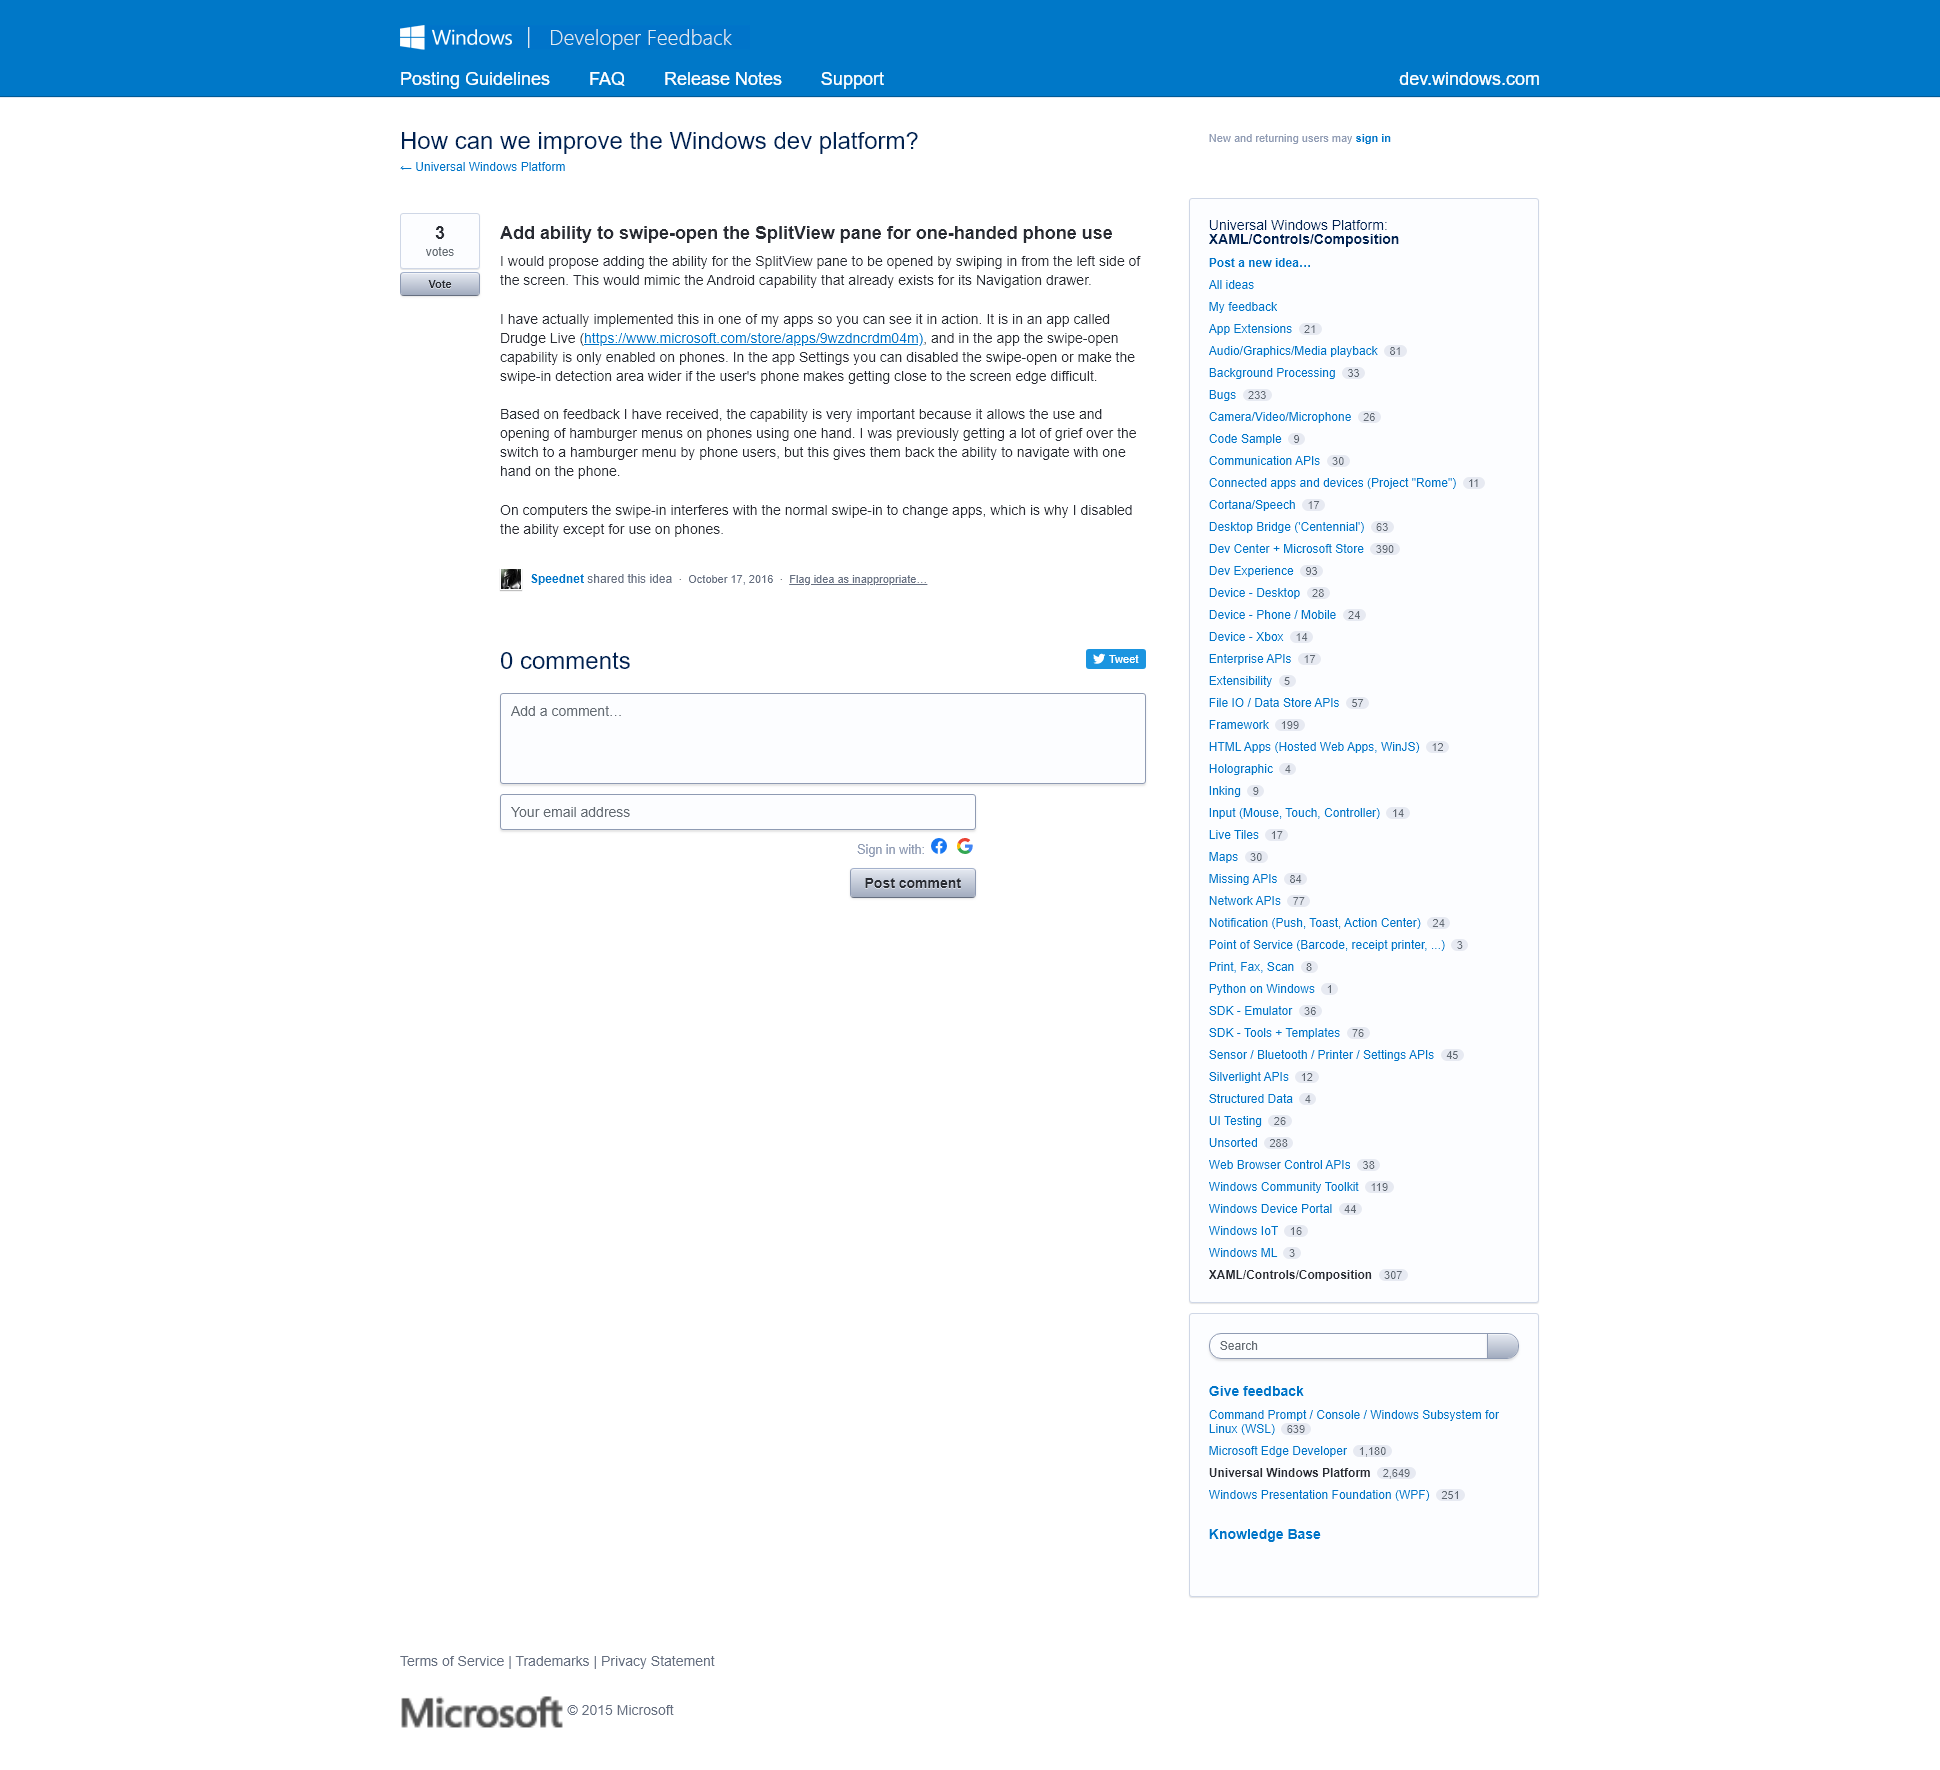 Windows | Developer Feedback
Posting Guidelines FAQ Release Notes Support dev.windows.com
How can we improve the Windows dev platform?
← Universal Windows Platform
New and returning users may sign in
3
votes
Vote
Add ability to swipe-open the SplitView pane for one-handed phone use
I would propose adding the ability for the SplitView pane to be opened by swiping in from the left side of
the screen. This would mimic the Android capability that already exists for its Navigation drawer.
I have actually implemented this in one of my apps so you can see it in action. It is in an app called
Drudge Live (https://www.microsoft.com/store/apps/9wzdncrdm04m), and in the app the swipe-open
capability is only enabled on phones. In the app Settings you can disabled the swipe-open or make the
swipe-in detection area wider if the user's phone makes getting close to the screen edge difficult.
Based on feedback I have received, the capability is very important because it allows the use and
opening of hamburger menus on phones using one hand. I was previously getting a lot of grief over the
switch to a hamburger menu by phone users, but this gives them back the ability to navigate with one
hand on the phone.
On computers the swipe-in interferes with the normal swipe-in to change apps, which is why I disabled
the ability except for use on phones.
Speednet shared this idea · October 17, 2016 · Flag idea as inappropriate…
0 comments
Tweet
Add a comment…
Your email address
Sign in with:
Post comment
Universal Windows Platform:
XAML/Controls/Composition
Post a new idea…
All ideas
My feedback
App Extensions 21
Audio/Graphics/Media playback 81
Background Processing 33
Bugs 233
Camera/Video/Microphone 26
Code Sample 9
Communication APIs 30
Connected apps and devices (Project "Rome") 11
Cortana/Speech 17
Desktop Bridge ('Centennial') 63
Dev Center + Microsoft Store 390
Dev Experience 93
Device - Desktop 28
Device - Phone / Mobile 24
Device - Xbox 14
Enterprise APIs 17
Extensibility 5
File IO / Data Store APIs 57
Framework 199
HTML Apps (Hosted Web Apps, WinJS) 12
Holographic 4
Inking 9
Input (Mouse, Touch, Controller) 14
Live Tiles 17
Maps 30
Missing APIs 84
Network APIs 77
Notification (Push, Toast, Action Center) 24
Point of Service (Barcode, receipt printer, ...) 3
Print, Fax, Scan 8
Python on Windows 1
SDK - Emulator 36
SDK - Tools + Templates 76
Sensor / Bluetooth / Printer / Settings APIs 45
Silverlight APIs 12
Structured Data 4
UI Testing 26
Unsorted 288
Web Browser Control APIs 38
Windows Community Toolkit 119
Windows Device Portal 44
Windows IoT 16
Windows ML 3
XAML/Controls/Composition 307
Search
Give feedback
Command Prompt / Console / Windows Subsystem for
Linux (WSL) 639
Microsoft Edge Developer 1,180
Universal Windows Platform 2,649
Windows Presentation Foundation (WPF) 251
Knowledge Base
Terms of Service | Trademarks | Privacy Statement
Microsoft © 2015 Microsoft